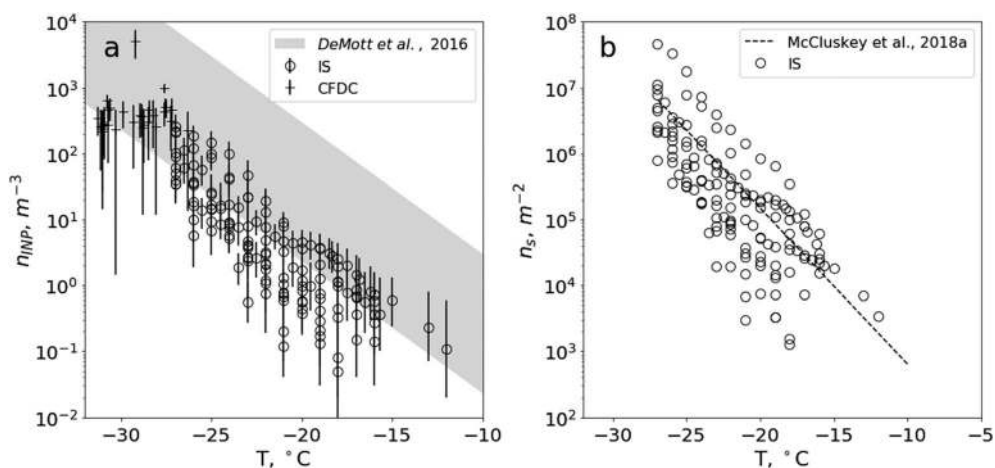 a
DeMott et al., 2016
IS
CFDC
10⁴
10³
10²
10¹
10⁰
10⁻¹
10⁻²
n_INP, m⁻³
−30
−25
−20
−15
−10
T, °C
b
McCluskey et al., 2018a
IS
10⁸
10⁷
10⁶
10⁵
10⁴
10³
10²
n_s, m⁻²
−30
−25
−20
−15
−10
−5
T, °C